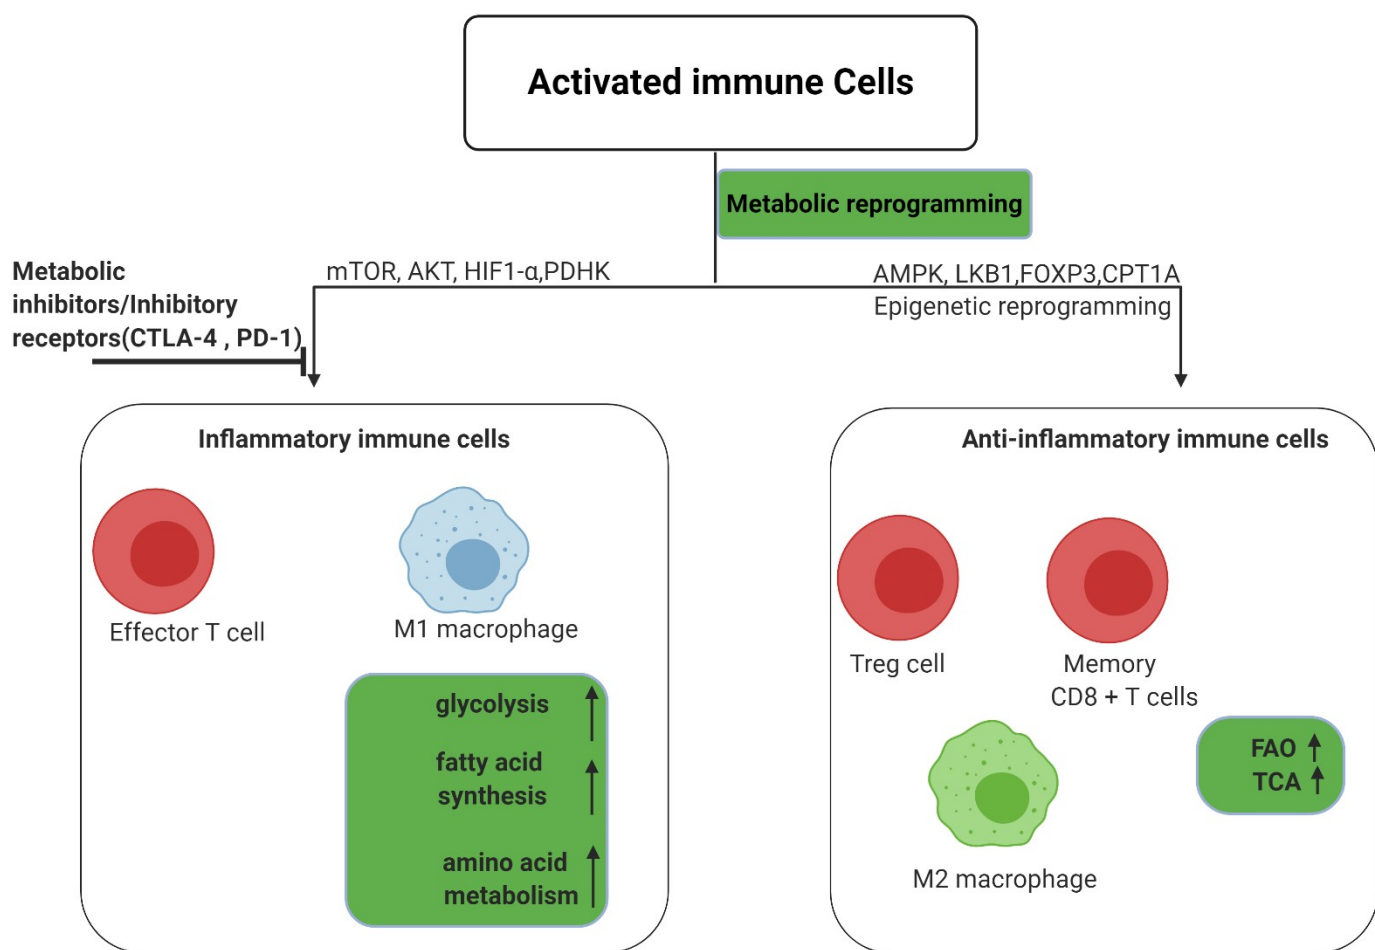 Activated immune Cells
Metabolic reprogramming
Metabolic
inhibitors/Inhibitory
receptors(CTLA-4 , PD-1)
mTOR, AKT, HIF1-α,PDHK
AMPK, LKB1,FOXP3,CPT1A
Epigenetic reprogramming
Inflammatory immune cells
Effector T cell
M1 macrophage
glycolysis
fatty acid
synthesis
amino acid
metabolism
Anti-inflammatory immune cells
Treg cell
Memory
CD8 + T cells
M2 macrophage
FAO
TCA